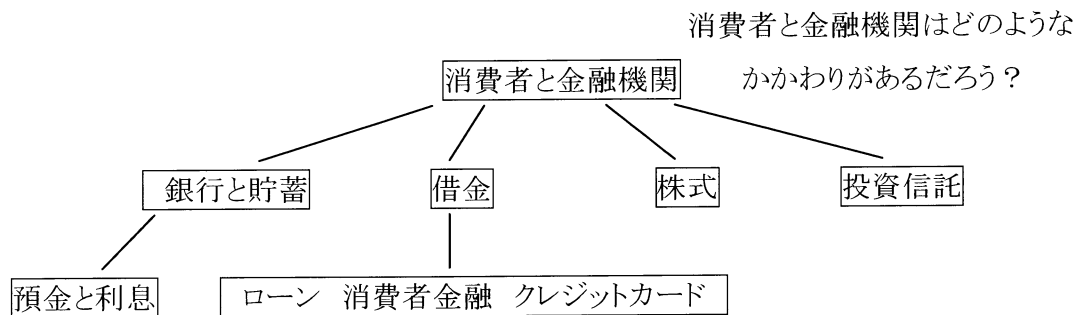 消費者と金融機関はどのような
かかわりがあるだろう？
消費者と金融機関
銀行と貯蓄
借金
株式
投資信託
預金と利息
ローン 消費者金融 クレジットカード